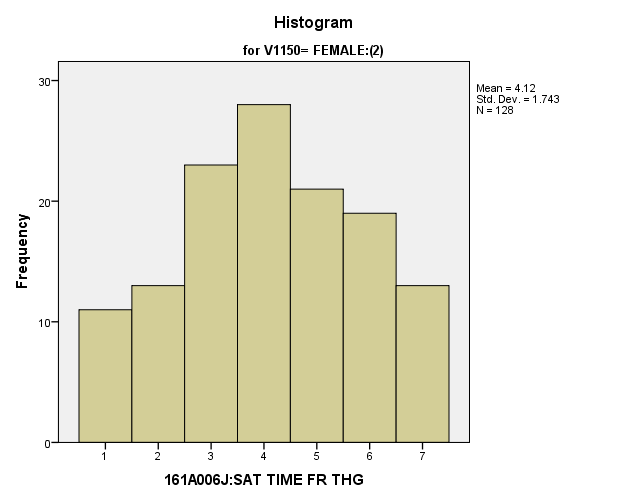 Histogram
for V1150= FEMALE:(2)
Mean = 4.12
Std. Dev. = 1.743
N = 128
30
20
10
0
Frequency
1 2 3 4 5 6 7
161A006J:SAT TIME FR THG